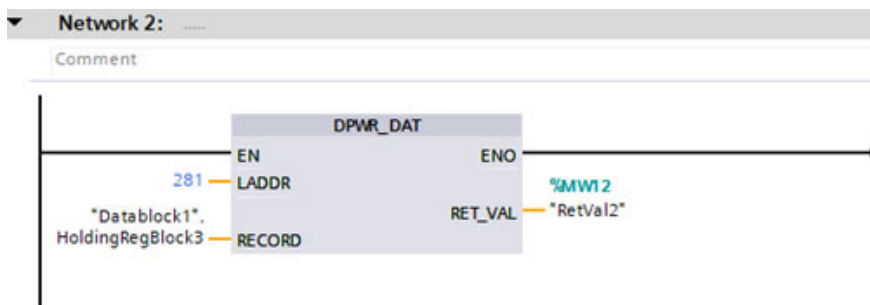 Network 2: .....
Comment
DPWR_DAT
EN ENO
281 LADDR
%MW12
"Datablock1". RET_VAL "RetVal2"
HoldingRegBlock3 RECORD